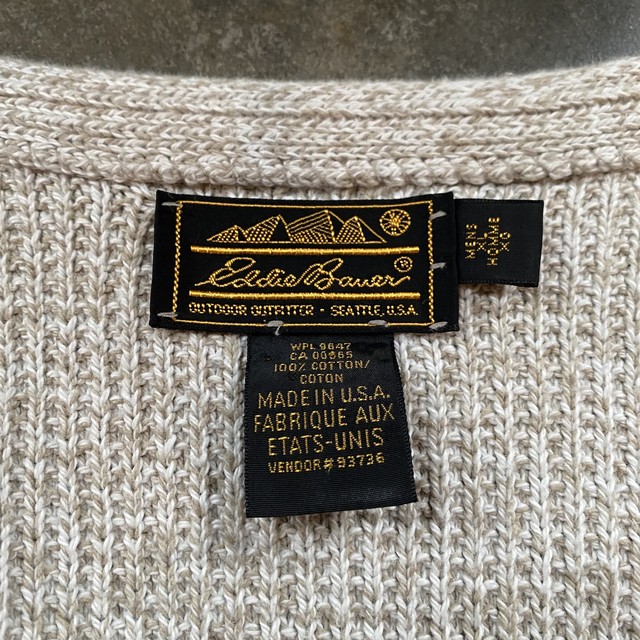 Eddie Bauer®
OUTDOOR OUTFITTER · SEATTLE, U.S.A.
MENS
XL
HOMME
XG
WPL 9647
CA 00665
100% COTTON/
COTON
MADE IN U.S.A.
FABRIQUE AUX
ETATS-UNIS
VENDOR# 93736